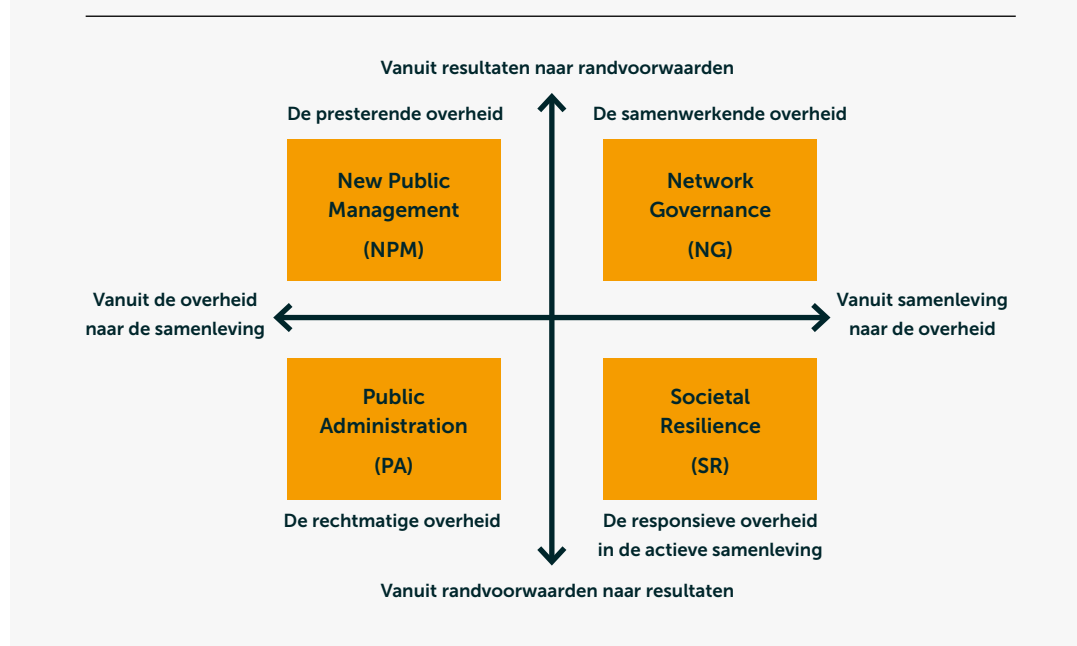 Vanuit resultaten naar randvoorwaarden
De presterende overheid
De samenwerkende overheid
New Public
Management
(NPM)
Network
Governance
(NG)
Vanuit de overheid
naar de samenleving
Vanuit samenleving
naar de overheid
Public
Administration
(PA)
Societal
Resilience
(SR)
De rechtmatige overheid
De responsieve overheid
in de actieve samenleving
Vanuit randvoorwaarden naar resultaten